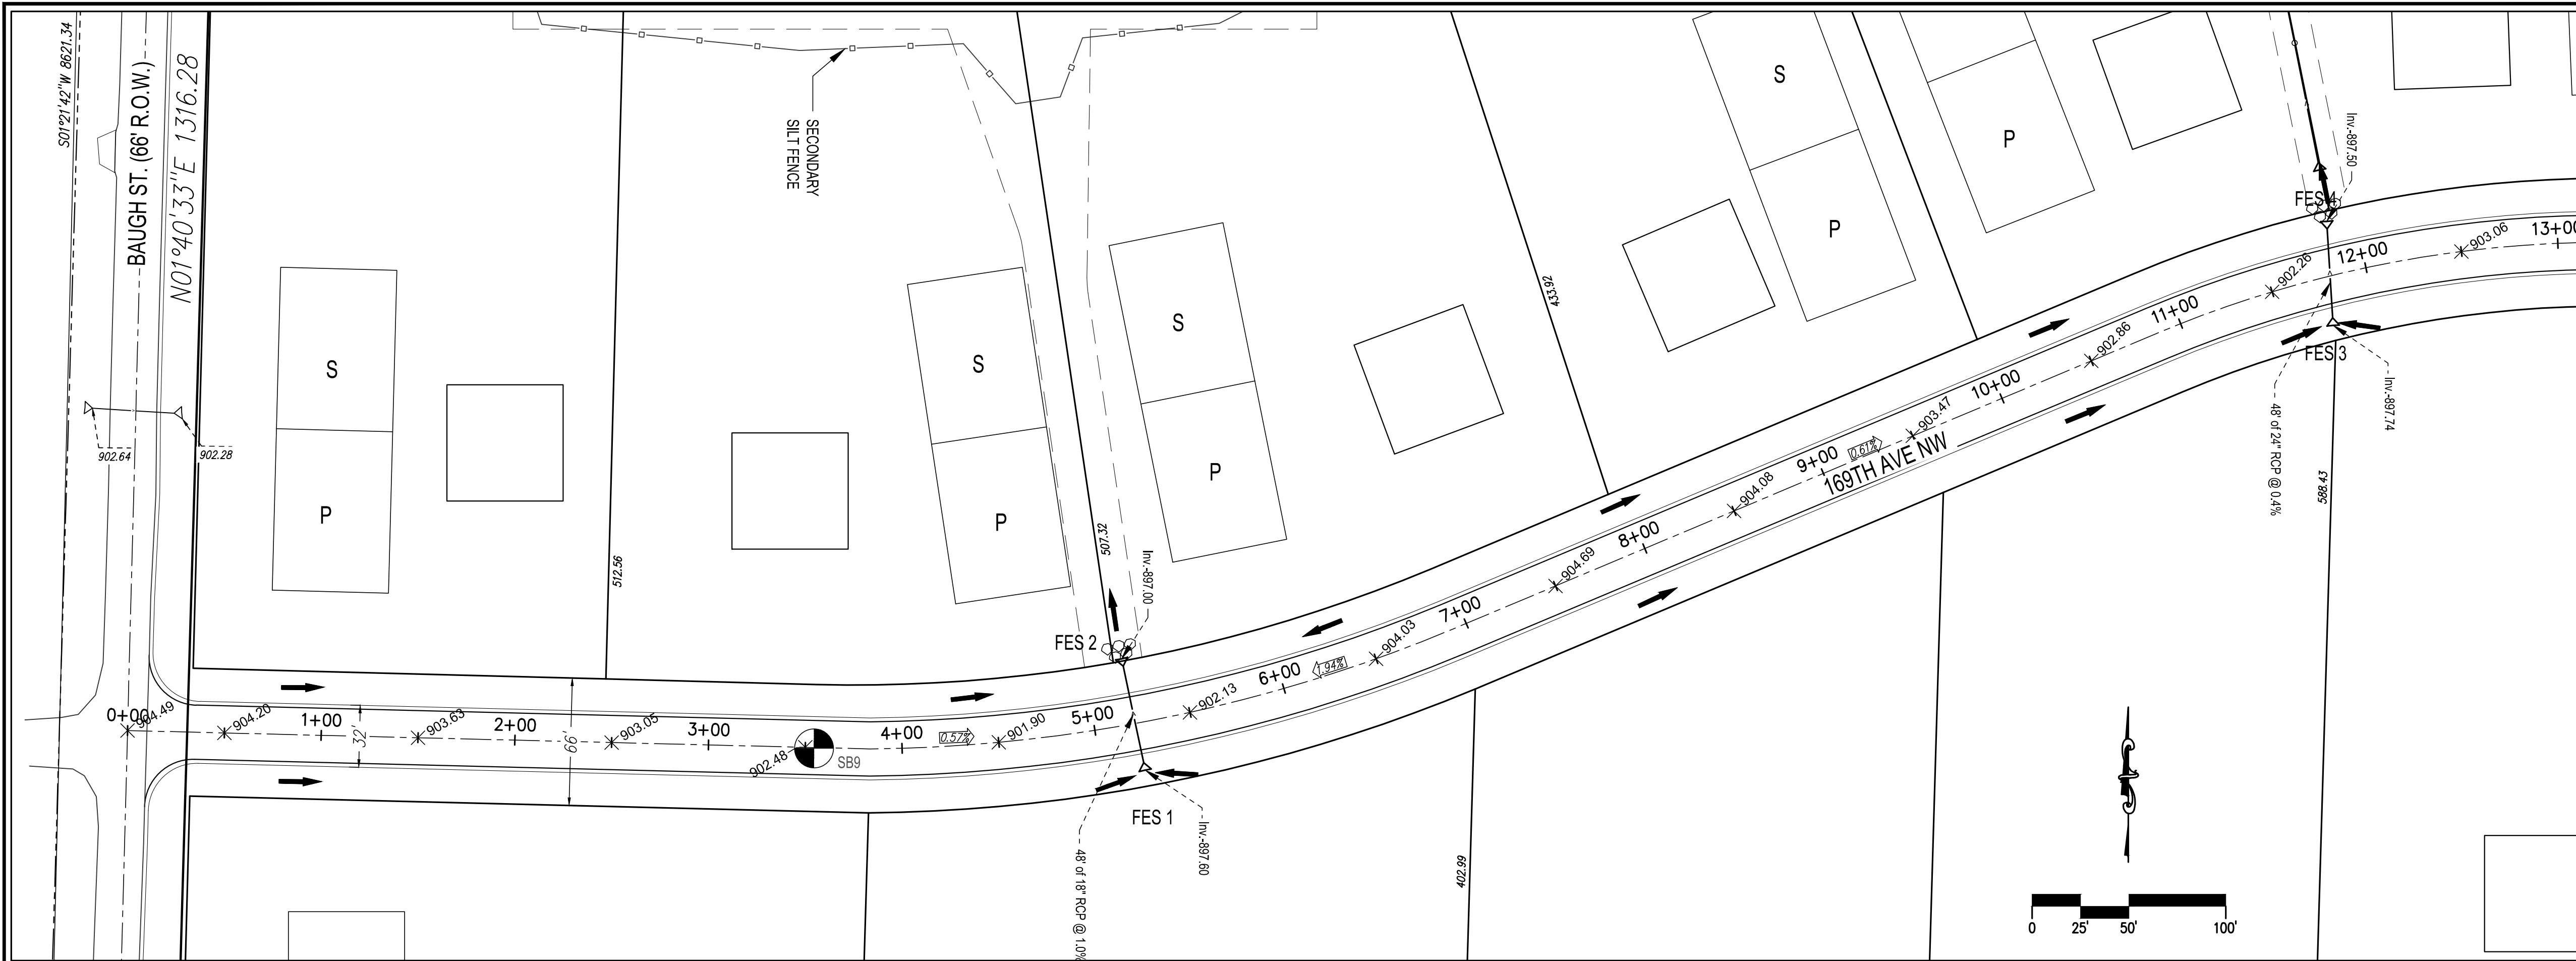 S01°21'42"W 8621.34
BAUGH ST. (66' R.O.W.)
N01°40'33"E 1316.28
SECONDARY
SILT FENCE
S
P
S
P
S
P
S
P
P
902.64
902.28
512.56
507.32
433.92
588.43
402.99
Inv.-897.50
FES 4
FES 3
Inv.-897.74
48' of 24" RCP @ 0.4%
Inv.-897.00
FES 2
FES 1
Inv.-897.60
48' of 18" RCP @ 1.0%
0+00
904.49
904.20
1+00
32'
903.63
2+00
66'
903.05
3+00
902.48
SB9
4+00
0.57%
901.90
5+00
902.13
6+00
1.94%
904.03
7+00
904.69
8+00
904.08
9+00
0.61%
169TH AVE NW
903.47
10+00
902.86
11+00
902.26
12+00
903.06
13+00
0
25'
50'
100'